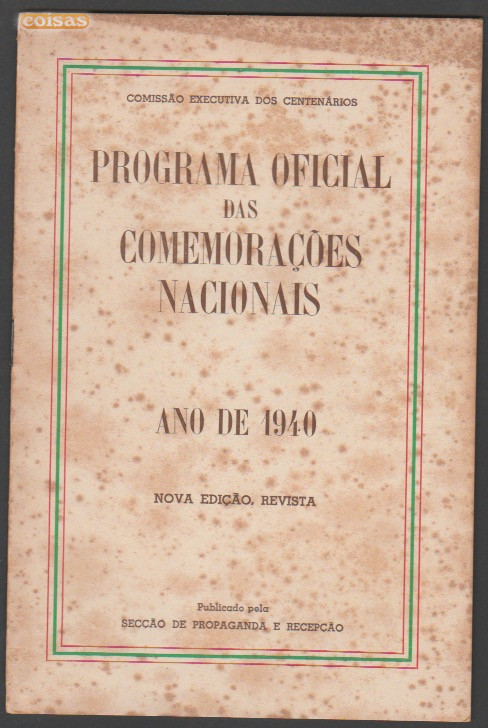 coisas
COMISSÃO EXECUTIVA DOS CENTENÁRIOS
PROGRAMA OFICIAL
DAS
COMEMORAÇÕES
NACIONAIS
ANO DE 1940
NOVA EDIÇÃO, REVISTA
Publicado pela
SECÇÃO DE PROPAGANDA E RECEPÇÃO